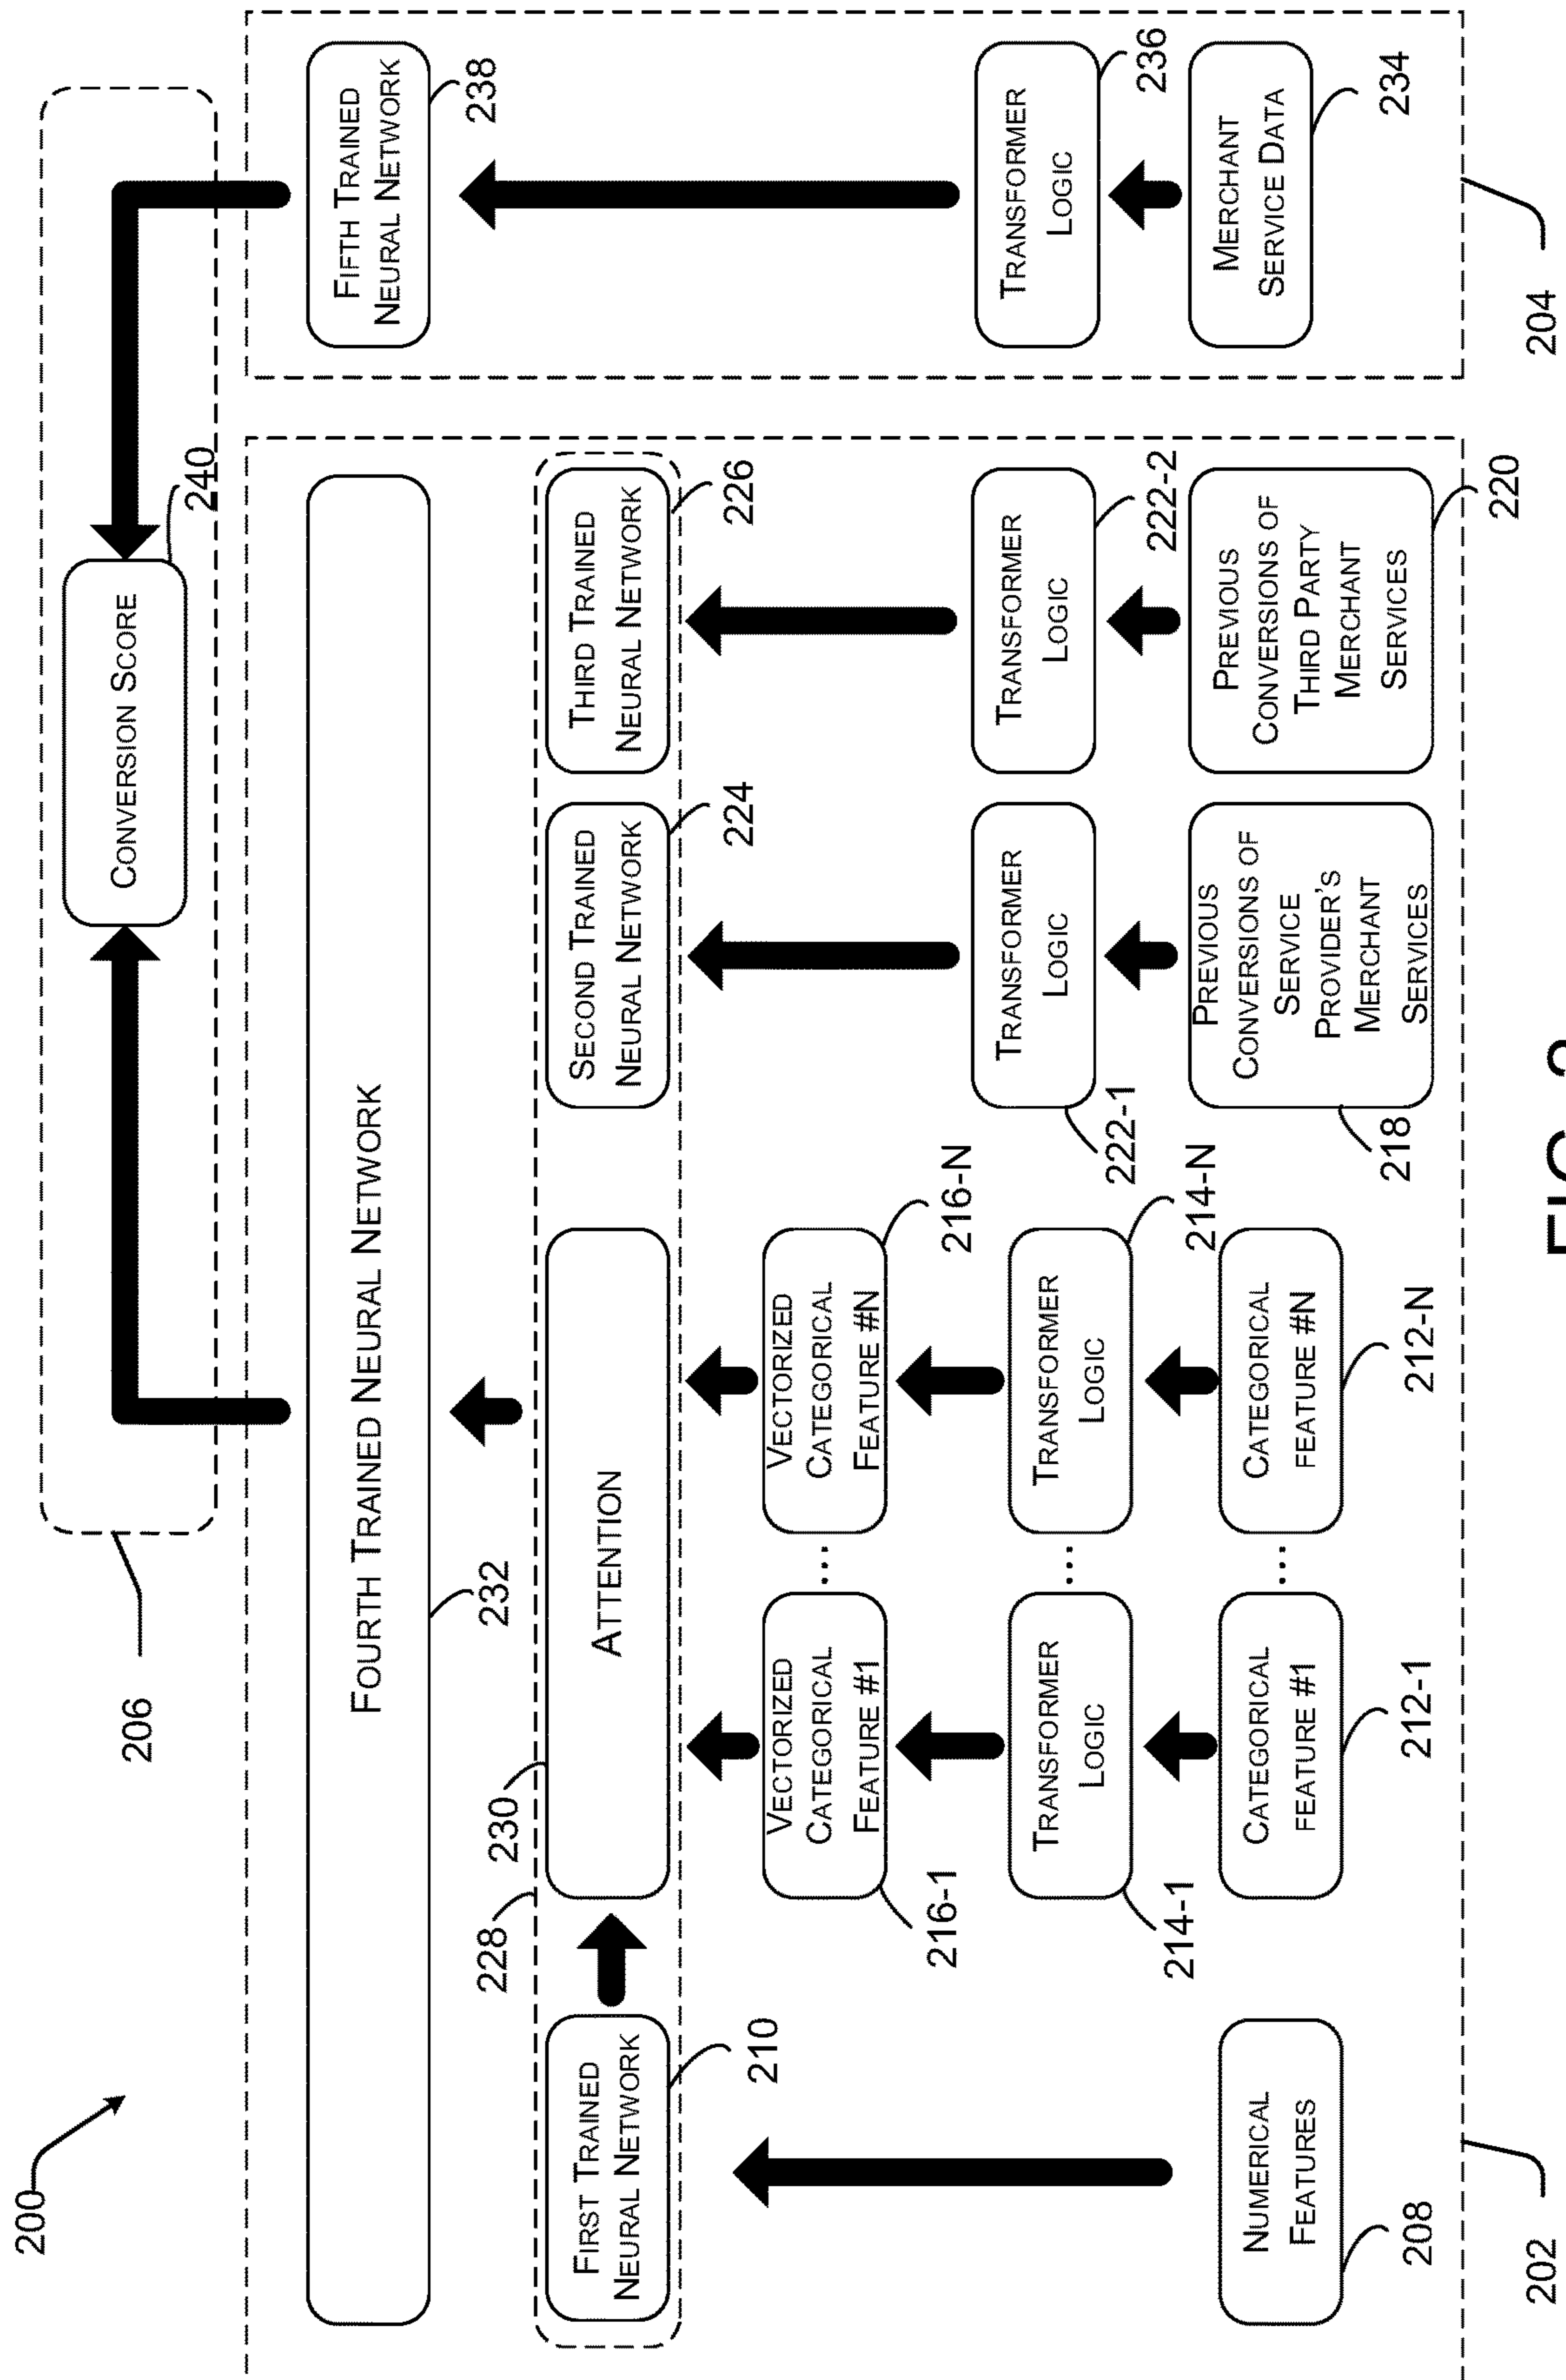 200
206
CONVERSION SCORE
240
FOURTH TRAINED NEURAL NETWORK
232
FIFTH TRAINED
NEURAL NETWORK
238
228
230
FIRST TRAINED
NEURAL NETWORK
210
ATTENTION
SECOND TRAINED
NEURAL NETWORK
224
THIRD TRAINED
NEURAL NETWORK
226
VECTORIZED
CATEGORICAL
FEATURE #1
216-1
...
VECTORIZED
CATEGORICAL
FEATURE #N
216-N
TRANSFORMER
LOGIC
214-1
...
TRANSFORMER
LOGIC
214-N
TRANSFORMER
LOGIC
222-1
TRANSFORMER
LOGIC
222-2
TRANSFORMER
LOGIC
236
NUMERICAL
FEATURES
208
CATEGORICAL
FEATURE #1
212-1
...
CATEGORICAL
FEATURE #N
212-N
PREVIOUS
CONVERSIONS OF
SERVICE
PROVIDER'S
MERCHANT
SERVICES
218
PREVIOUS
CONVERSIONS OF
THIRD PARTY
MERCHANT
SERVICES
220
MERCHANT
SERVICE DATA
234
202
204